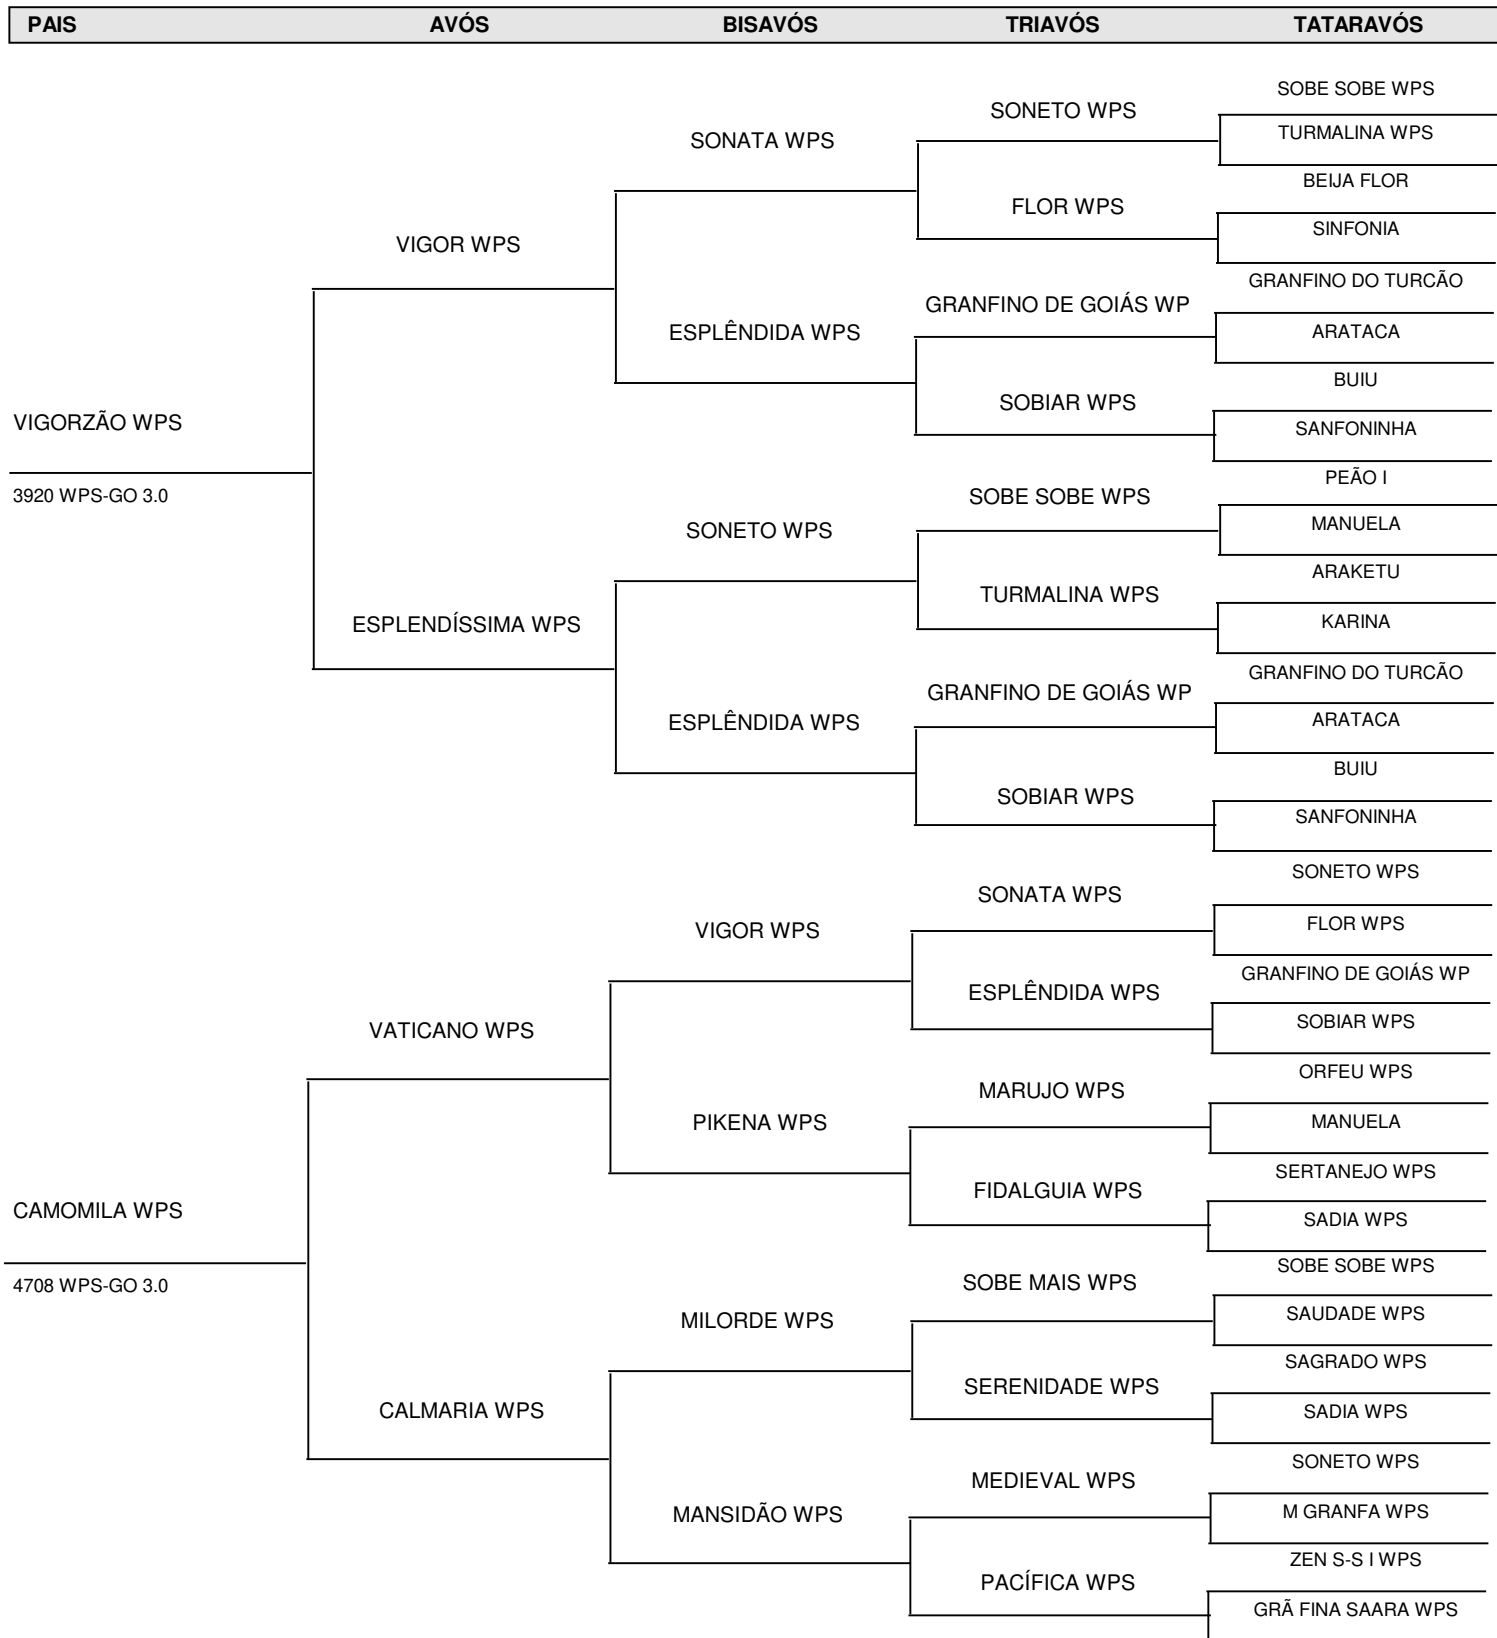 PAIS AVÓS BISAVÓS TRIAVÓS TATARAVÓS
SOBE SOBE WPS
SONETO WPS
TURMALINA WPS
SONATA WPS
BEIJA FLOR
FLOR WPS
SINFONIA
VIGOR WPS
GRANFINO DO TURCÃO
GRANFINO DE GOIÁS WP
ARATACA
ESPLÊNDIDA WPS
BUIU
SOBIAR WPS
SANFONINHA
VIGORZÃO WPS
3920 WPS-GO 3.0
PEÃO I
SOBE SOBE WPS
MANUELA
SONETO WPS
ARAKETU
TURMALINA WPS
KARINA
ESPLENDÍSSIMA WPS
GRANFINO DO TURCÃO
GRANFINO DE GOIÁS WP
ARATACA
ESPLÊNDIDA WPS
BUIU
SOBIAR WPS
SANFONINHA
SONETO WPS
SONATA WPS
FLOR WPS
VIGOR WPS
GRANFINO DE GOIÁS WP
ESPLÊNDIDA WPS
SOBIAR WPS
VATICANO WPS
ORFEU WPS
MARUJO WPS
MANUELA
PIKENA WPS
SERTANEJO WPS
FIDALGUIA WPS
SADIA WPS
CAMOMILA WPS
4708 WPS-GO 3.0
SOBE SOBE WPS
SOBE MAIS WPS
SAUDADE WPS
MILORDE WPS
SAGRADO WPS
SERENIDADE WPS
SADIA WPS
CALMARIA WPS
SONETO WPS
MEDIEVAL WPS
M GRANFA WPS
MANSIDÃO WPS
ZEN S-S I WPS
PACÍFICA WPS
GRÃ FINA SAARA WPS